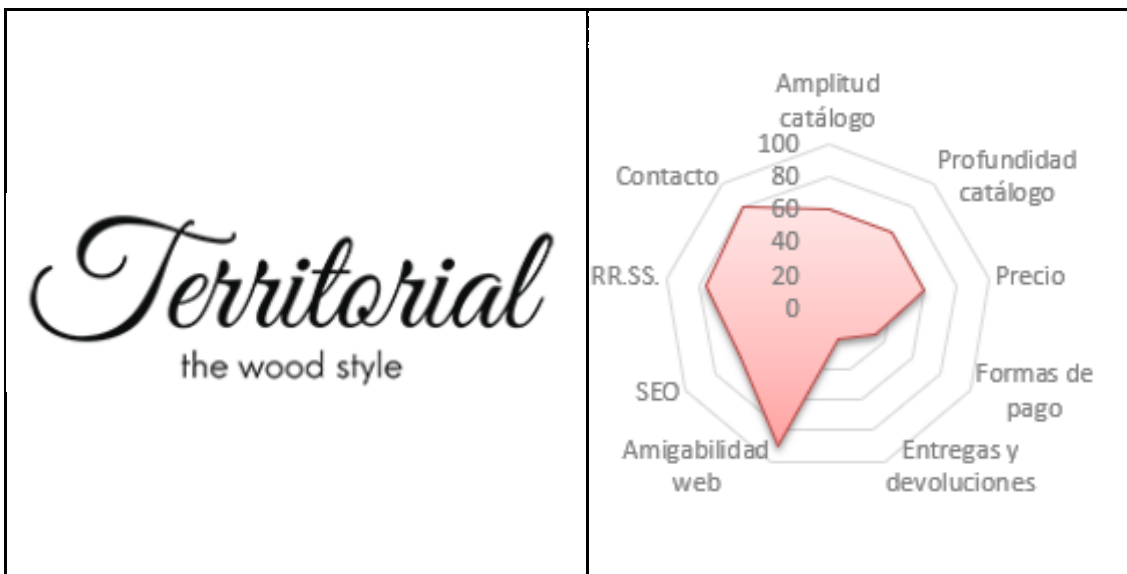 Territorial
the wood style
Amplitud
catálogo
100
80
60
40
20
0
Profundidad
catálogo
Precio
Formas de
pago
Entregas y
devoluciones
Amigabilidad
web
SEO
RR.SS.
Contacto